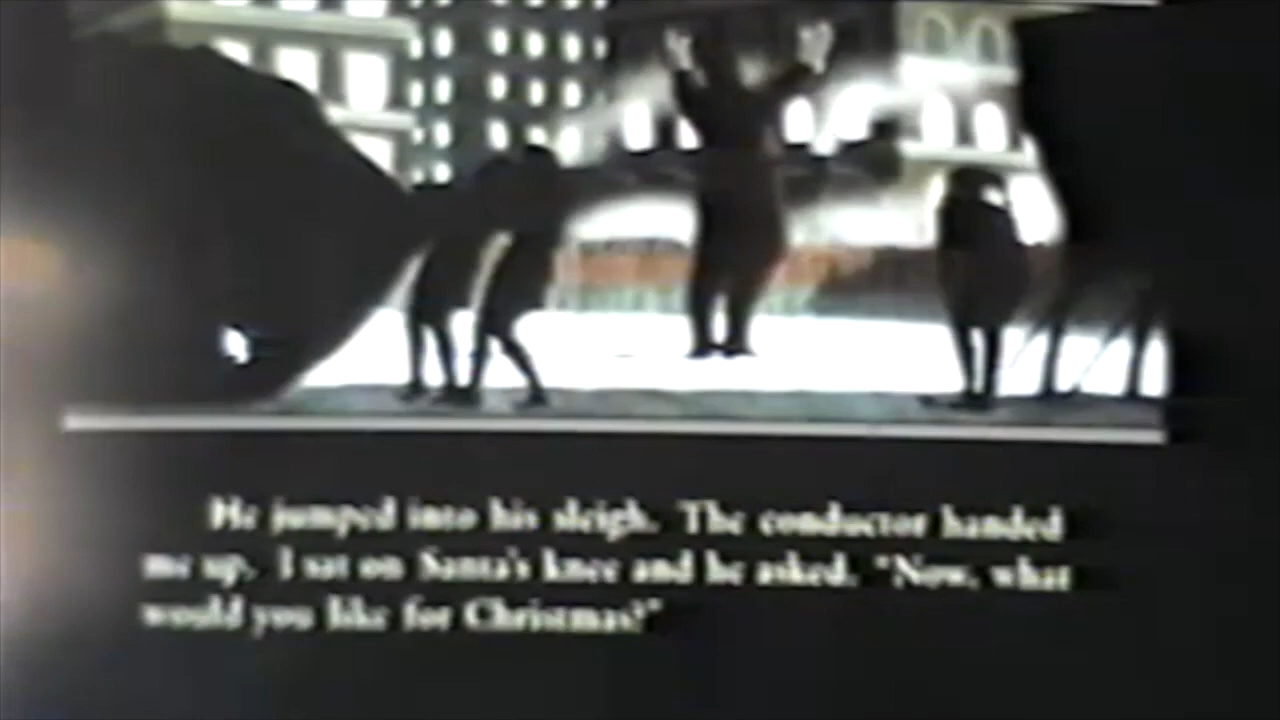 He jumped into his sleigh. The conductor handed
me up. I sat on Santa's knee and he asked. "Now, what
would you like for Christmas?"